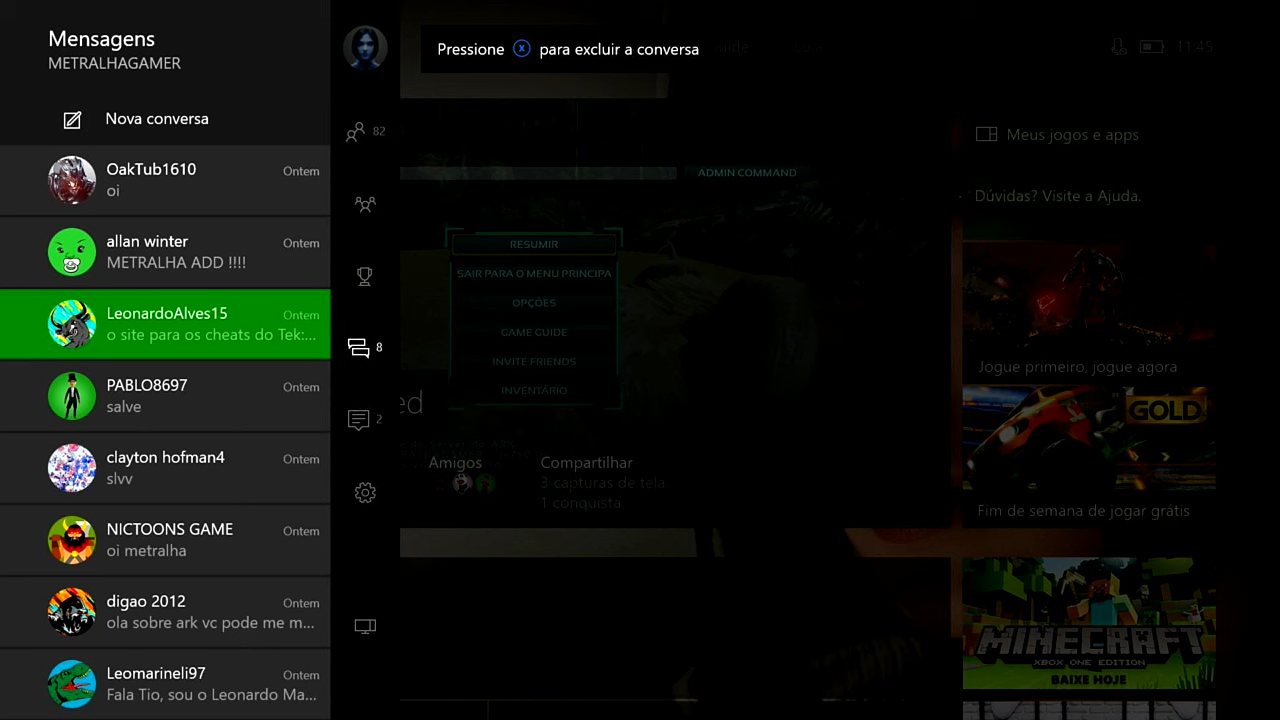 Mensagens
METRALHAGAMER
Nova conversa
OakTub1610 Ontem
oi
allan winter Ontem
METRALHA ADD !!!!
LeonardoAlves15 Ontem
o site para os cheats do Tek:...
PABLO8697 Ontem
salve
clayton hofman4 Ontem
slvv
NICTOONS GAME Ontem
oi metralha
digao 2012 Ontem
ola sobre ark vc pode me m...
Leomarineli97 Ontem
Fala Tio, sou o Leonardo Ma...
82
8
2
Pressione X para excluir a conversa
11:45
ADMIN COMMAND
RESUMIR
SAIR PARA O MENU PRINCIPA
OPÇÕES
GAME GUIDE
INVITE FRIENDS
INVENTÁRIO
ed
Amigos
Compartilhar
3 capturas de tela
1 conquista
Meus jogos e apps
Dúvidas? Visite a Ajuda.
Jogue primeiro, jogue agora
GOLD
Fim de semana de jogar grátis
MINECRAFT
XBOX ONE EDITION
BAIXE HOJE